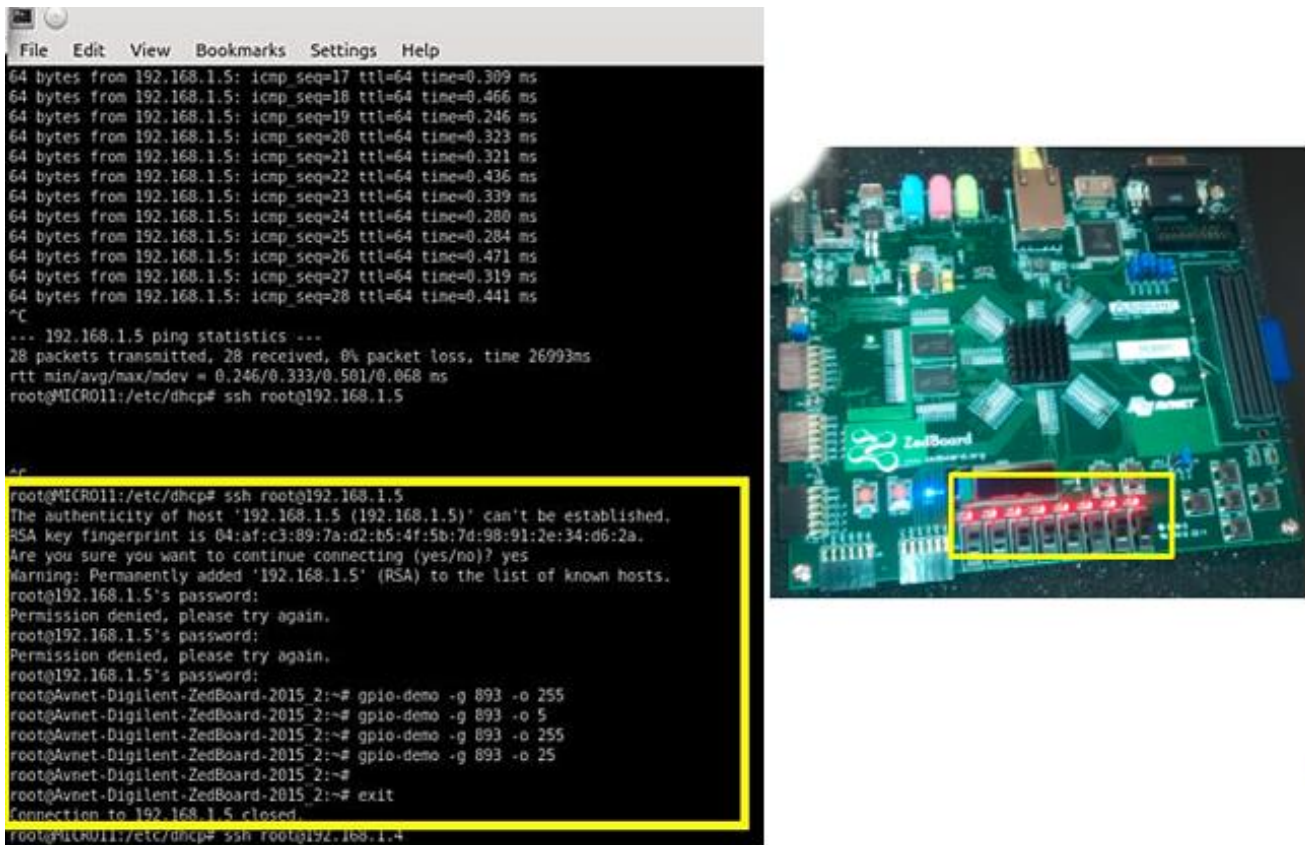 File Edit View Bookmarks Settings Help
64 bytes from 192.168.1.5: icmp_seq=17 ttl=64 time=0.309 ms
64 bytes from 192.168.1.5: icmp_seq=18 ttl=64 time=0.466 ms
64 bytes from 192.168.1.5: icmp_seq=19 ttl=64 time=0.246 ms
64 bytes from 192.168.1.5: icmp_seq=20 ttl=64 time=0.323 ms
64 bytes from 192.168.1.5: icmp_seq=21 ttl=64 time=0.321 ms
64 bytes from 192.168.1.5: icmp_seq=22 ttl=64 time=0.436 ms
64 bytes from 192.168.1.5: icmp_seq=23 ttl=64 time=0.339 ms
64 bytes from 192.168.1.5: icmp_seq=24 ttl=64 time=0.280 ms
64 bytes from 192.168.1.5: icmp_seq=25 ttl=64 time=0.284 ms
64 bytes from 192.168.1.5: icmp_seq=26 ttl=64 time=0.471 ms
64 bytes from 192.168.1.5: icmp_seq=27 ttl=64 time=0.319 ms
64 bytes from 192.168.1.5: icmp_seq=28 ttl=64 time=0.441 ms
^C
--- 192.168.1.5 ping statistics ---
28 packets transmitted, 28 received, 0% packet loss, time 26993ms
rtt min/avg/max/mdev = 0.246/0.333/0.501/0.068 ms
root@MICRO11:/etc/dhcp# ssh root@192.168.1.5
^C
root@MICRO11:/etc/dhcp# ssh root@192.168.1.5
The authenticity of host '192.168.1.5 (192.168.1.5)' can't be established.
RSA key fingerprint is 04:af:c3:89:7a:d2:b5:4f:5b:7d:98:91:2e:34:d6:2a.
Are you sure you want to continue connecting (yes/no)? yes
Warning: Permanently added '192.168.1.5' (RSA) to the list of known hosts.
root@192.168.1.5's password:
Permission denied, please try again.
root@192.168.1.5's password:
Permission denied, please try again.
root@192.168.1.5's password:
root@Avnet-Digilent-ZedBoard-2015_2:~# gpio-demo -g 893 -o 255
root@Avnet-Digilent-ZedBoard-2015_2:~# gpio-demo -g 893 -o 5
root@Avnet-Digilent-ZedBoard-2015_2:~# gpio-demo -g 893 -o 255
root@Avnet-Digilent-ZedBoard-2015_2:~# gpio-demo -g 893 -o 25
root@Avnet-Digilent-ZedBoard-2015_2:~#
root@Avnet-Digilent-ZedBoard-2015_2:~# exit
Connection to 192.168.1.5 closed.
root@MICRO11:/etc/dhcp# ssh root@192.168.1.4
ZedBoard
AVNET